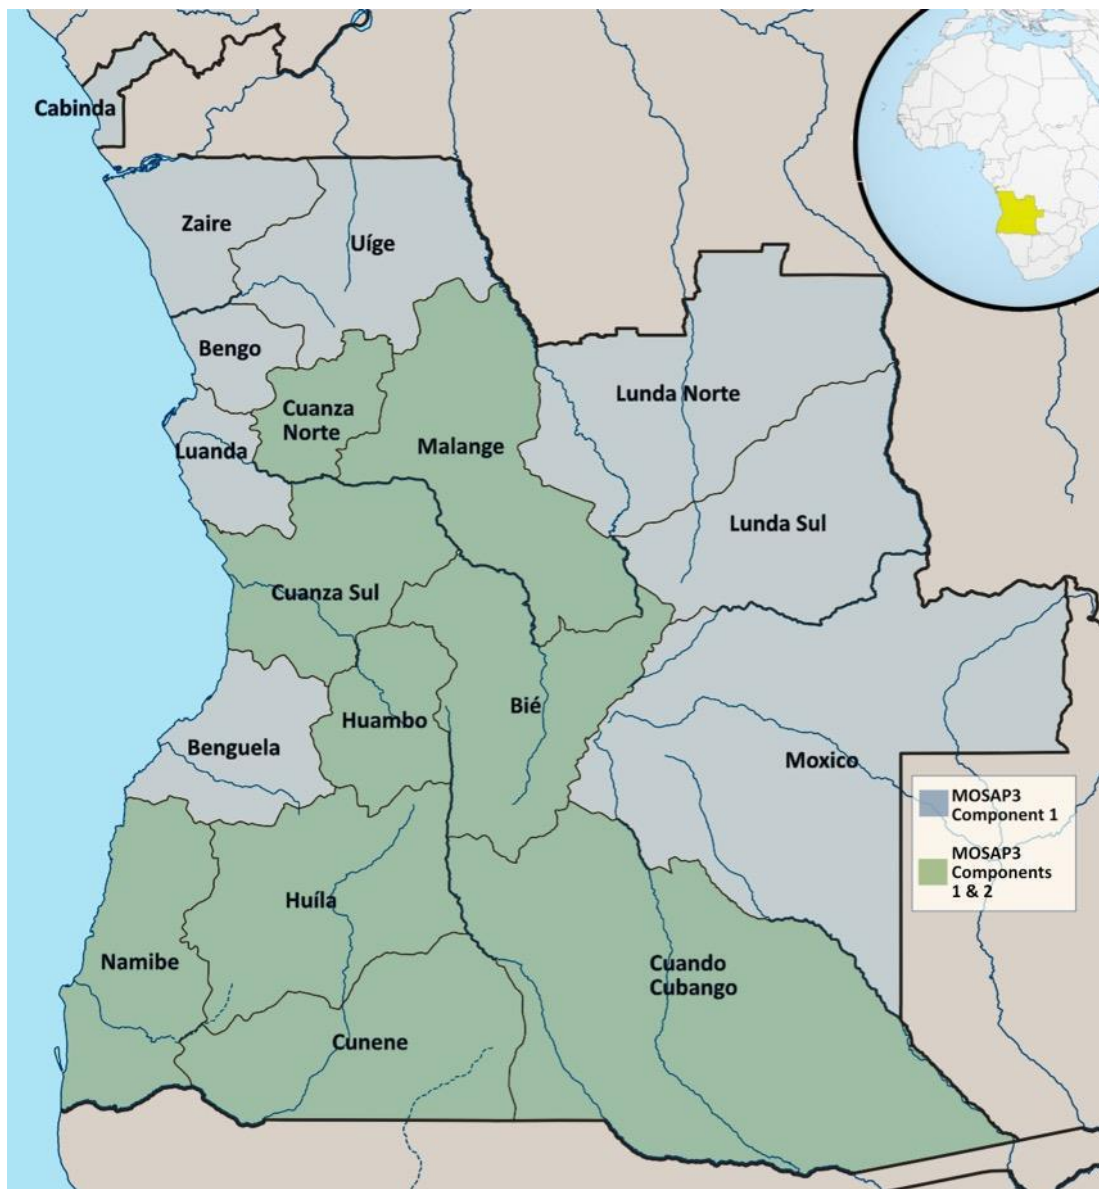 Cabinda
Zaire
Uíge
Bengo
Cuanza
Norte
Luanda
Malange
Lunda Norte
Lunda Sul
Cuanza Sul
Huambo
Bié
Benguela
Moxico
MOSAP3
Component 1
MOSAP3
Components
1 & 2
Huíla
Namibe
Cuando
Cubango
Cunene